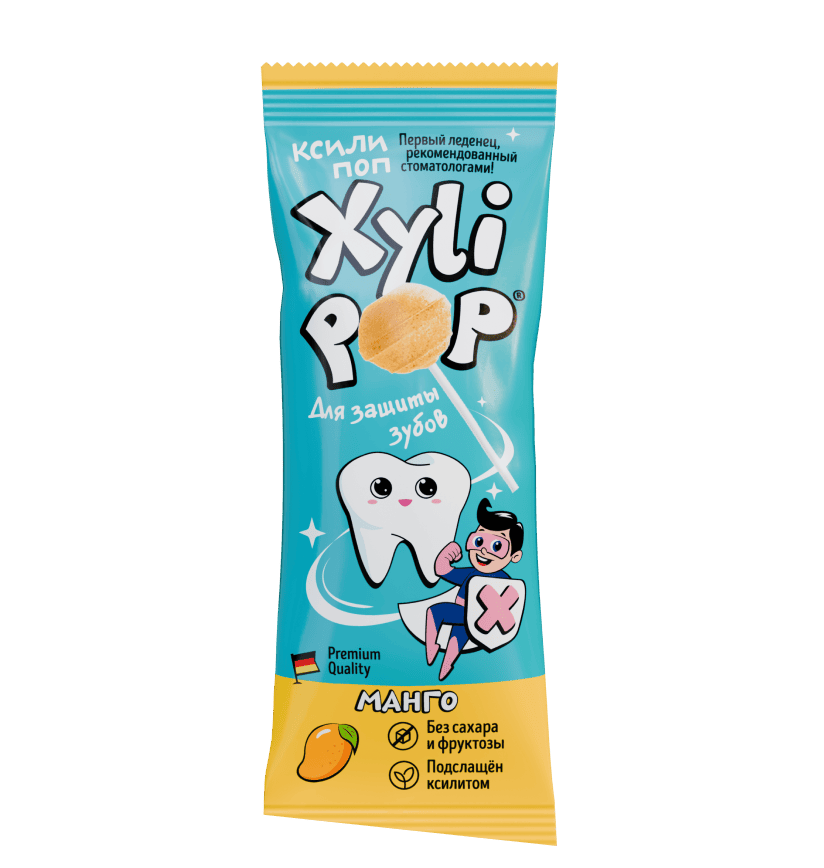 КСИЛИ
ПОП
Первый леденец,
рекомендованный
стоматологами!
Xyli
POP®
Для защиты
зубов
X
Premium
Quality
МАНГО
Без сахара
и фруктозы
Подслащён
ксилитом